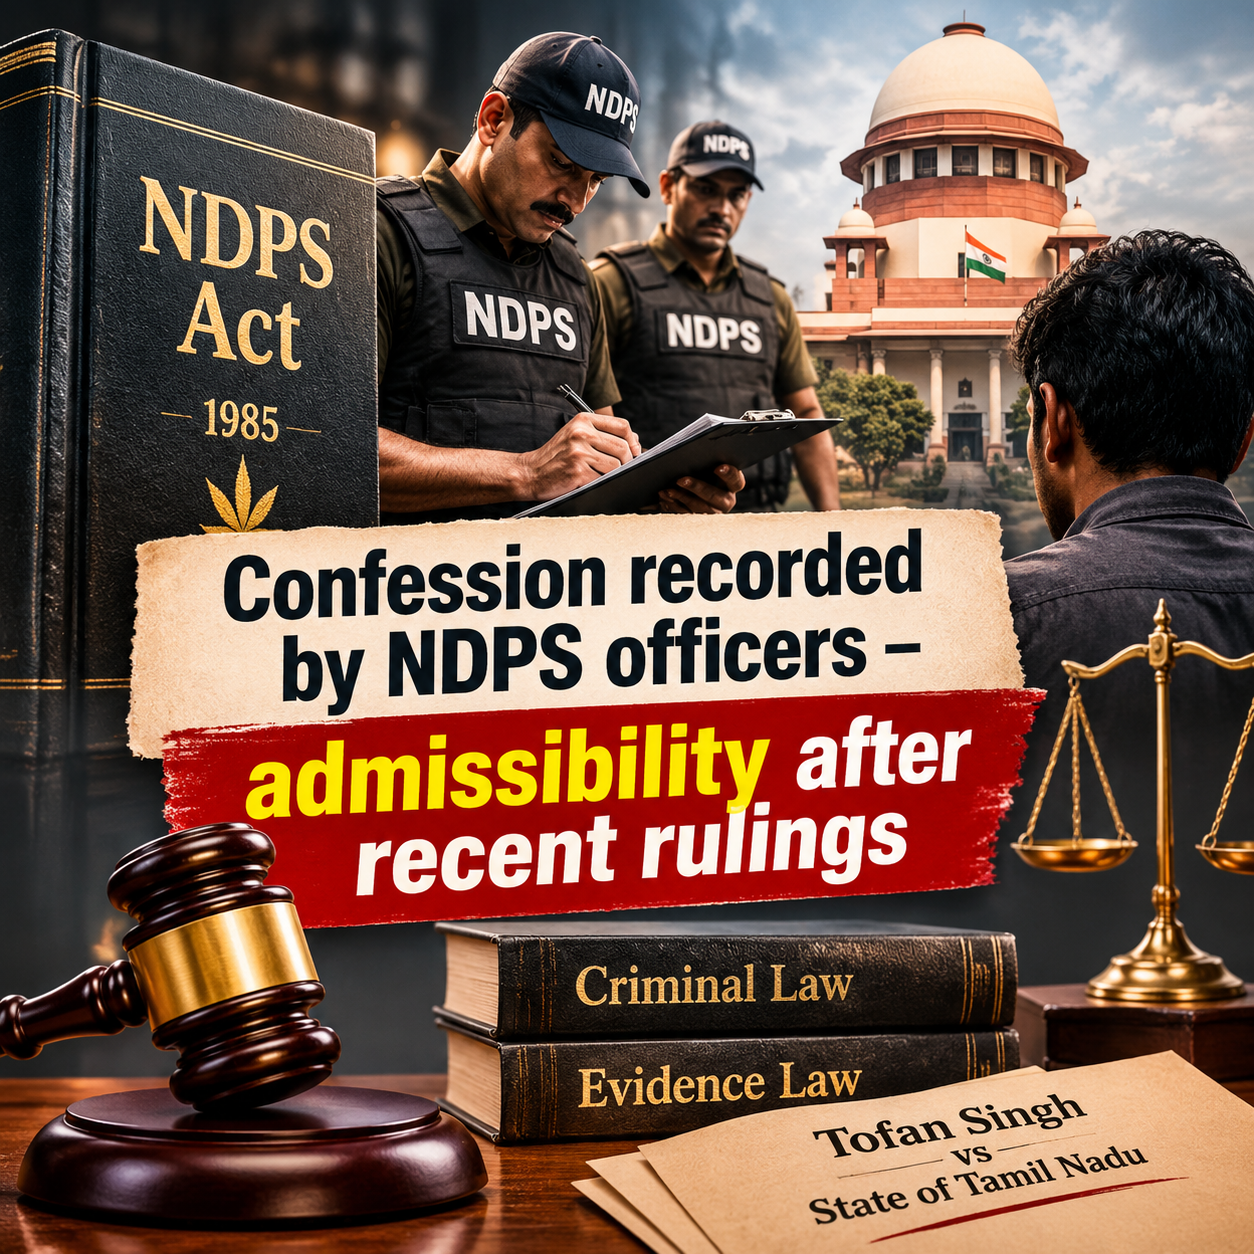 NDPS
Act
1985
NDPS
NDPS
NDPS
NDPS
Confession recorded
by NDPS officers –
admissibility after
recent rulings
Criminal Law
Evidence Law
Tofan Singh
vs
State of Tamil Nadu